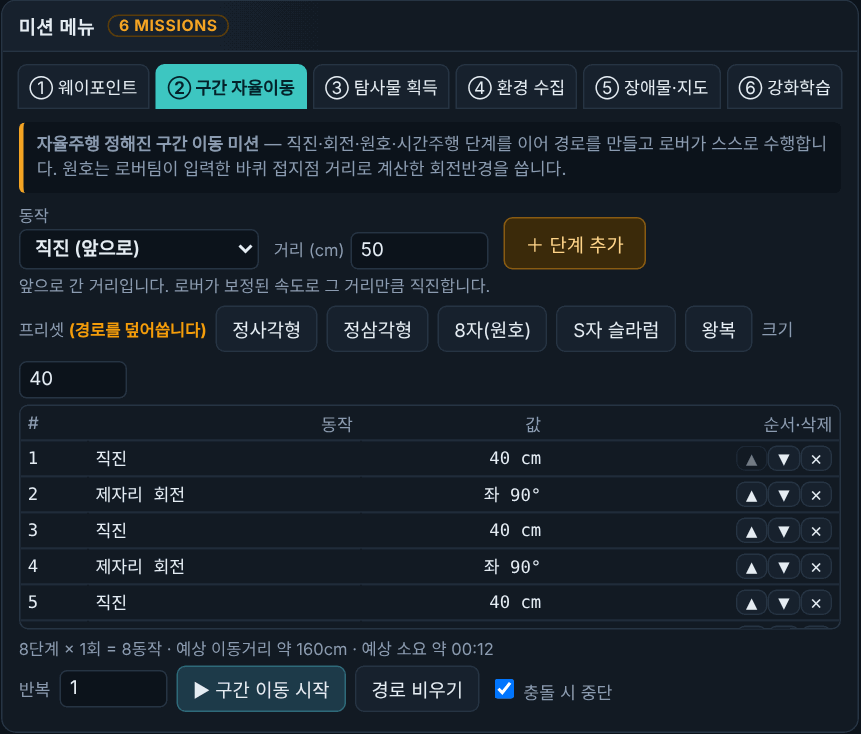 미션 메뉴 6 MISSIONS
① 웨이포인트 ② 구간 자율이동 ③ 탐사물 획득 ④ 환경 수집 ⑤ 장애물·지도 ⑥ 강화학습
자율주행 정해진 구간 이동 미션 — 직진·회전·원호·시간주행 단계를 이어 경로를 만들고 로버가 스스로 수행합니
다. 원호는 로버팀이 입력한 바퀴 접지점 거리로 계산한 회전반경을 씁니다.
동작
직진 (앞으로) 거리 (cm) 50 + 단계 추가
앞으로 간 거리입니다. 로버가 보정된 속도로 그 거리만큼 직진합니다.
프리셋 (경로를 덮어씁니다) 정사각형 정삼각형 8자(원호) S자 슬라럼 왕복 크기
40
# 동작 값 순서·삭제
1 직진 40 cm ▲ ▼ ×
2 제자리 회전 좌 90° ▲ ▼ ×
3 직진 40 cm ▲ ▼ ×
4 제자리 회전 좌 90° ▲ ▼ ×
5 직진 40 cm ▲ ▼ ×
8단계 × 1회 = 8동작 · 예상 이동거리 약 160cm · 예상 소요 약 00:12
반복 1 ▶ 구간 이동 시작 경로 비우기 충돌 시 중단